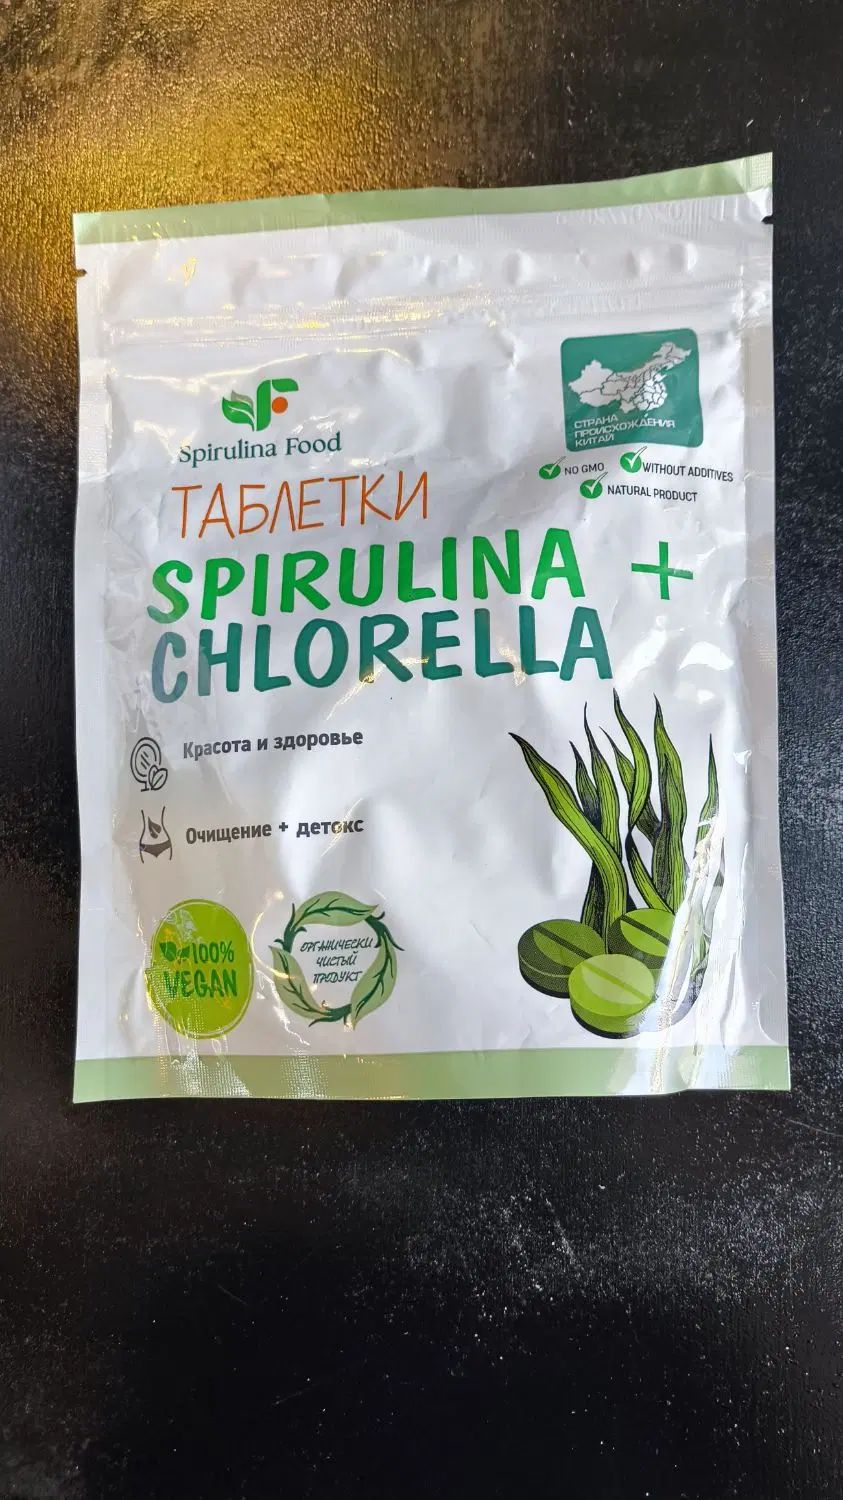 Spirulina Food
СТРАНА
ПРОИСХОЖДЕНИЯ
КИТАЙ
NO GMO
WITHOUT ADDITIVES
NATURAL PRODUCT
ТАБЛЕТКИ
SPIRULINA +
CHLORELLA
Красота и здоровье
Очищение + детокс
100%
VEGAN
ОРГАНИЧЕСКИ
ЧИСТЫЙ
ПРОДУКТ